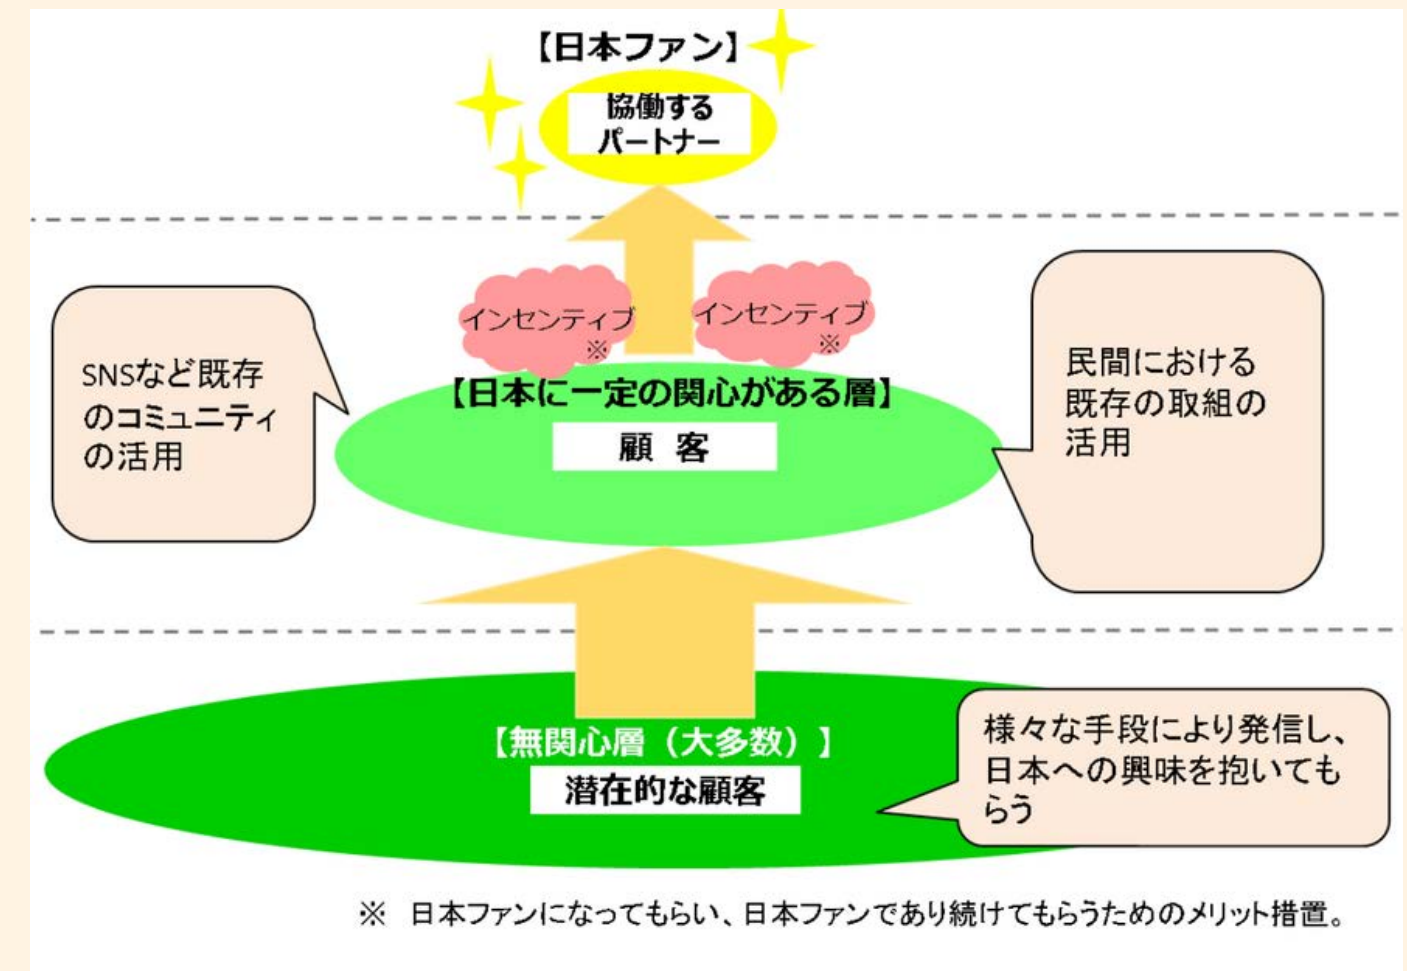 【日本ファン】
協働する
パートナー
インセンティブ
※
インセンティブ
※
SNSなど既存
のコミュニティ
の活用
【日本に一定の関心がある層】
顧 客
民間における
既存の取組の
活用
【無関心層（大多数）】
潜在的な顧客
様々な手段により発信し、
日本への興味を抱いても
らう
※ 日本ファンになってもらい、日本ファンであり続けてもらうためのメリット措置。